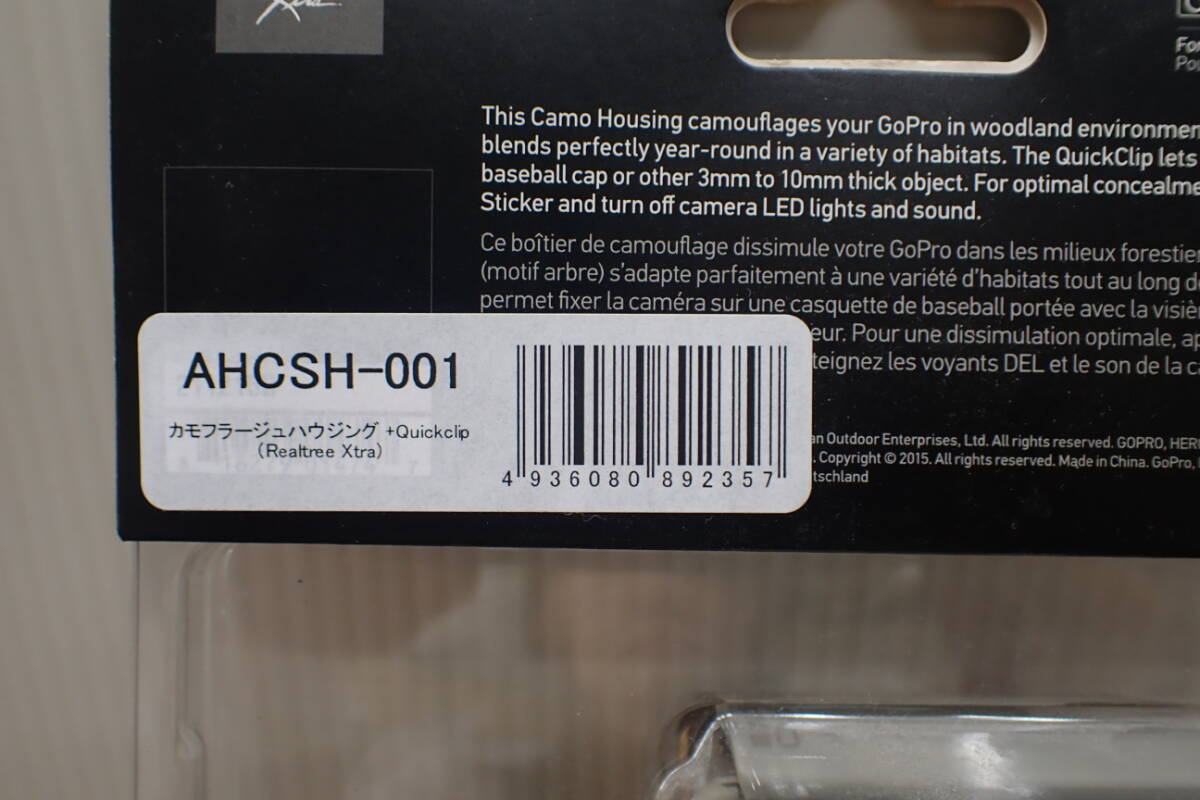 Xtra
For
Pou
This Camo Housing camouflages your GoPro in woodland
blends perfectly year-round in a variety of habitats. The QuickClip lets
baseball cap or other 3mm to 10mm thick object. For optimal
Sticker and turn off camera LED lights and sound.
Ce boîtier de camouflage dissimule votre GoPro dans les milieux
(motif arbre) s'adapte parfaitement à une variété d'habitats tout au long
permet fixer la caméra sur une casquette de baseball portée avec la
eur. Pour une dissimulation optimale,
teignez les voyants DEL et le son de la
AHCSH-001
カモフラージュハウジング +Quickclip
(Realtree Xtra)
4 936080 892357
an Outdoor Enterprises, Ltd. All rights reserved. GOPRO,
. Copyright © 2015. All rights reserved. Made in China. GoPro,
tschland